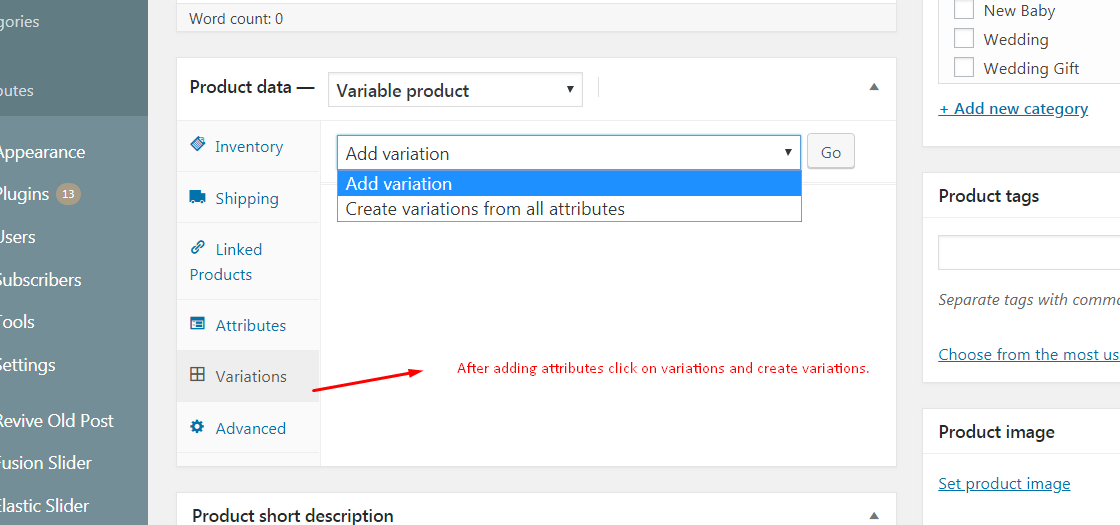 gories
butes
Appearance
Plugins 13
Users
Subscribers
Tools
Settings
Revive Old Post
Fusion Slider
Elastic Slider
Word count: 0
Product data — Variable product
Inventory
Shipping
Linked
Products
Attributes
Variations
Advanced
Add variation Go
Add variation
Create variations from all attributes
After adding attributes click on variations and create variations.
Product short description
New Baby
Wedding
Wedding Gift
+ Add new category
Product tags
Separate tags with comm
Choose from the most us
Product image
Set product image